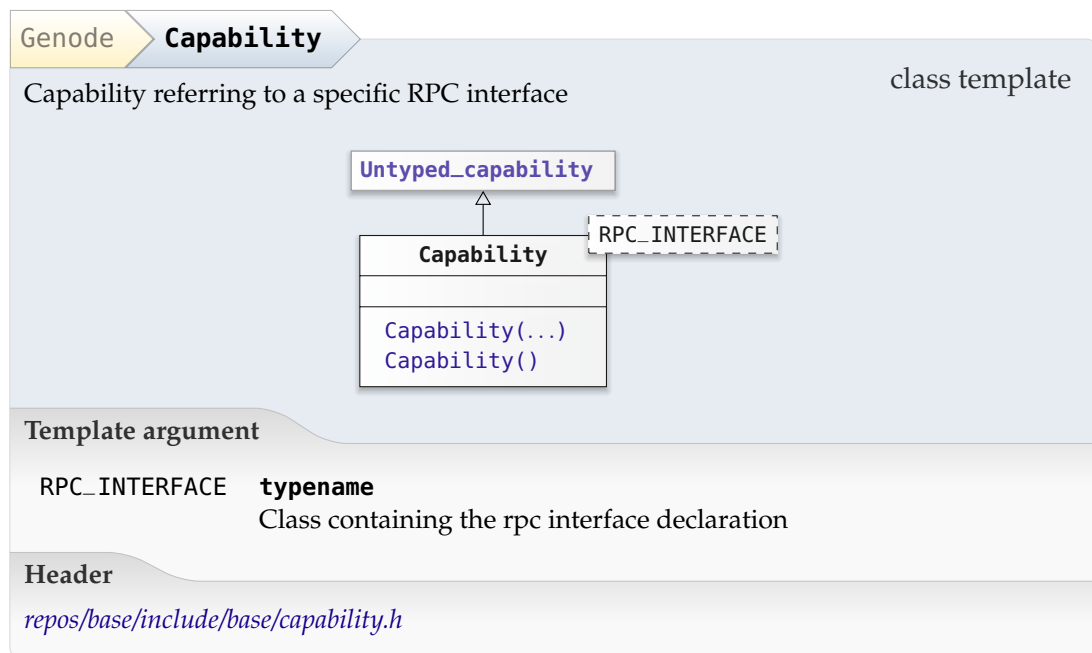 Genode Capability
class template
Capability referring to a specific RPC interface
Untyped_capability
RPC_INTERFACE
Capability
Capability(...)
Capability()
Template argument
RPC_INTERFACE typename
Class containing the rpc interface declaration
Header
repos/base/include/base/capability.h